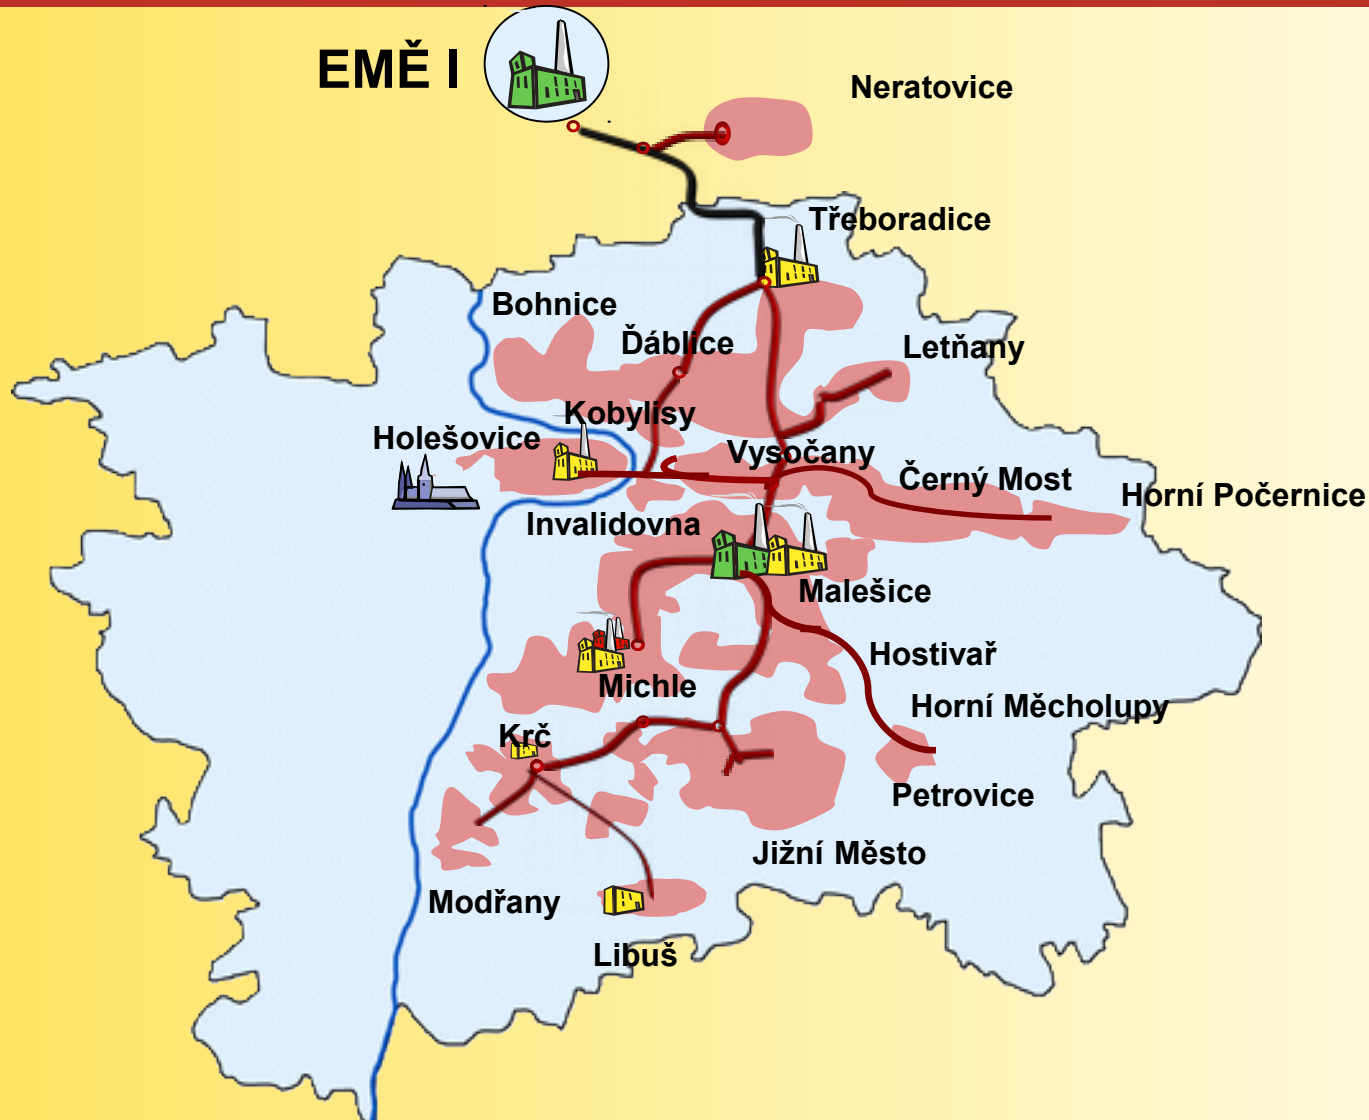 EMĚ I
Neratovice
Třeboradice
Bohnice
Ďáblice
Letňany
Kobylisy
Holešovice
Vysočany
Černý Most
Horní Počernice
Invalidovna
Malešice
Hostivař
Michle
Horní Měcholupy
Krč
Petrovice
Jižní Město
Modřany
Libuš